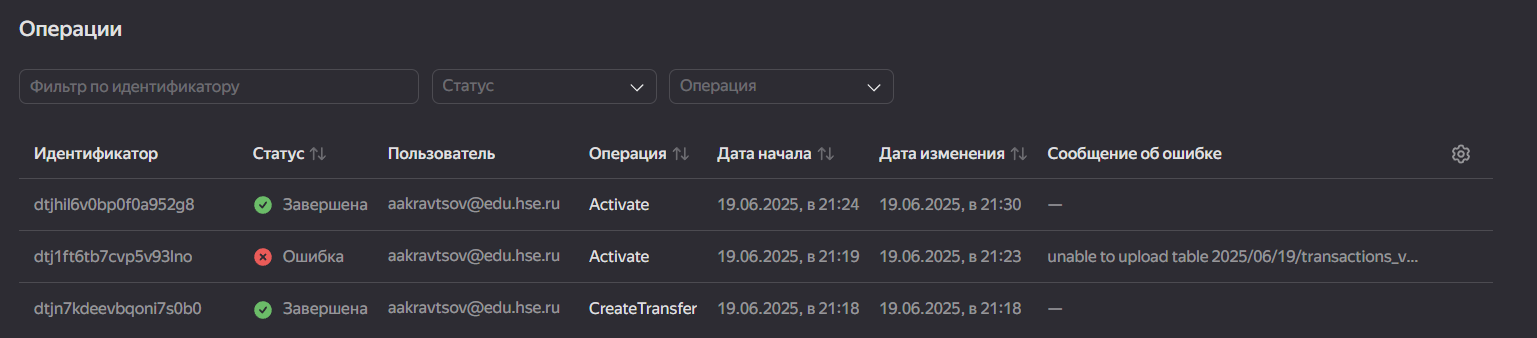 Операции
Фильтр по идентификатору Статус Операция
Идентификатор Статус Пользователь Операция Дата начала Дата изменения Сообщение об ошибке
dtjhil6v0bp0f0a952g8 Завершена aakravtsov@edu.hse.ru Activate 19.06.2025, в 21:24 19.06.2025, в 21:30 —
dtj1ft6tb7cvp5v93lno Ошибка aakravtsov@edu.hse.ru Activate 19.06.2025, в 21:19 19.06.2025, в 21:23 unable to upload table 2025/06/19/transactions_v...
dtjn7kdeevbqoni7s0b0 Завершена aakravtsov@edu.hse.ru CreateTransfer 19.06.2025, в 21:18 19.06.2025, в 21:18 —